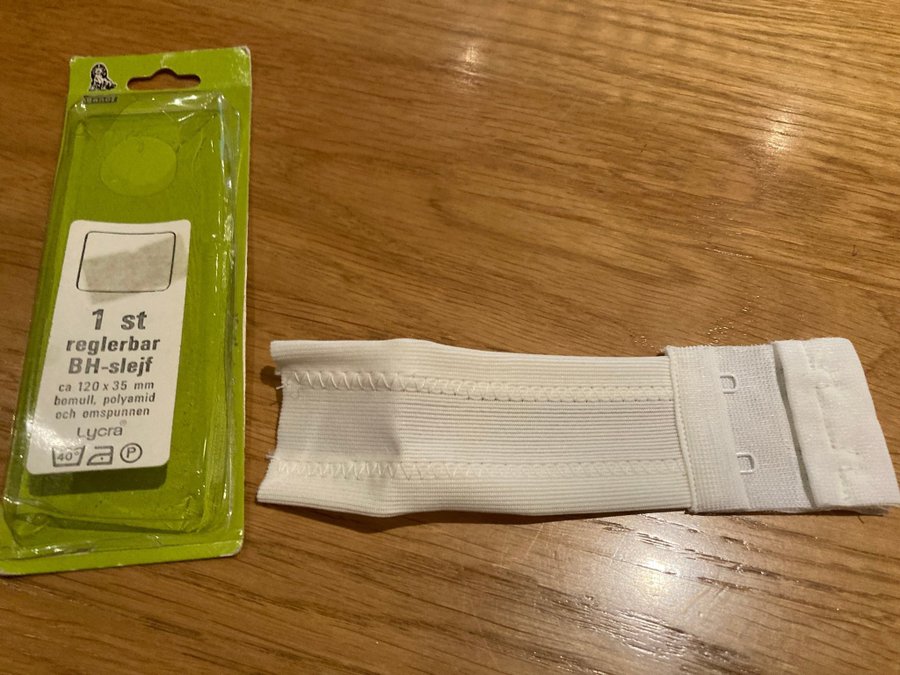 1 st
reglerbar
BH-slejf
ca 120 x 35 mm
bomull, polyamid
och omspunnen
Lycra®
40° P